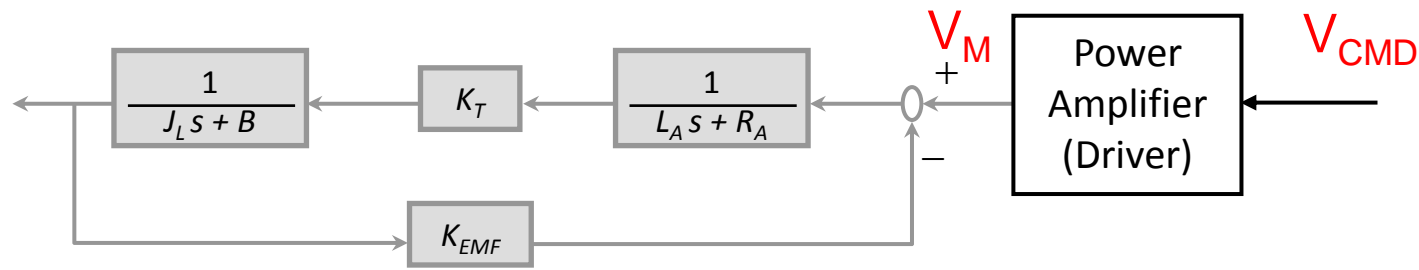 V_M
V_CMD
Power
Amplifier
(Driver)
+
−
1
J_L s + B
K_T
1
L_A s + R_A
K_EMF